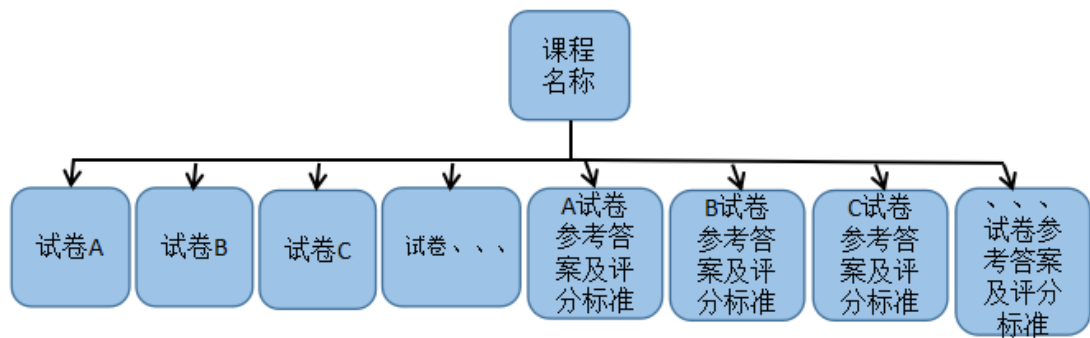 课程
名称
试卷A
试卷B
试卷C
试卷、、、
A试卷
参考答
案及评
分标准
B试卷
参考答
案及评
分标准
C试卷
参考答
案及评
分标准
、、、
试卷参
考答案
及评分
标准